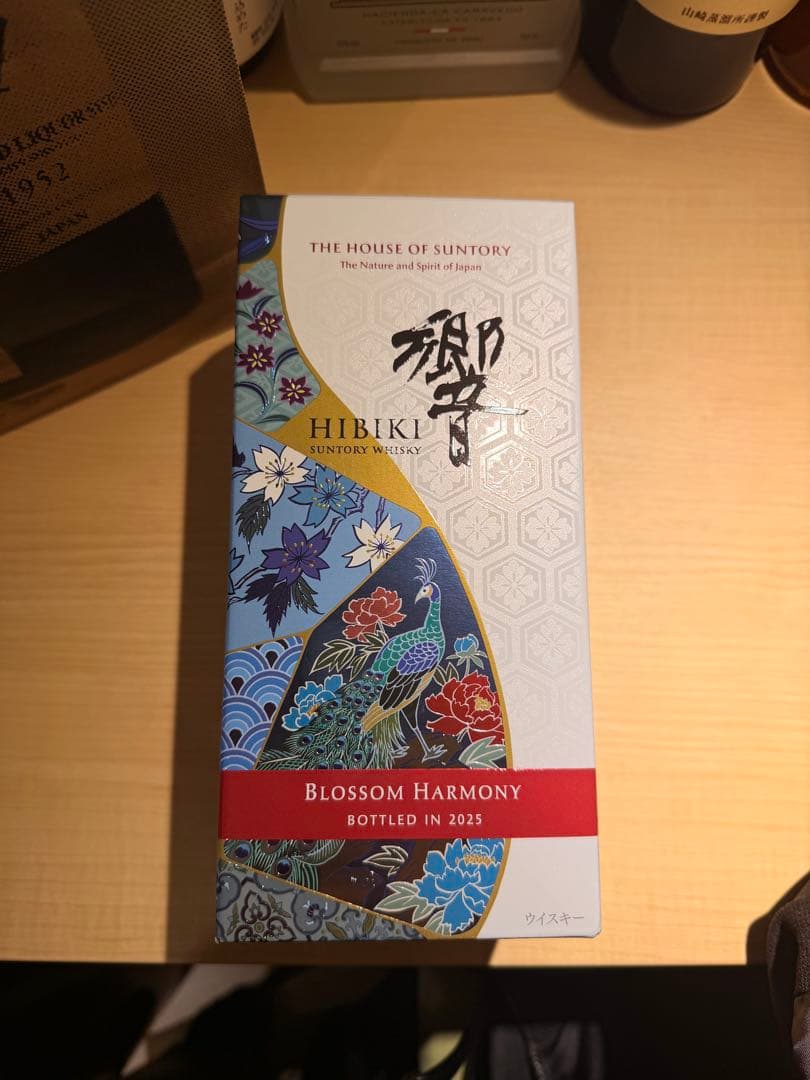 山崎蒸溜所謹製
1952
JAPAN
THE HOUSE OF SUNTORY
The Nature and Spirit of Japan
響
HIBIKI
SUNTORY WHISKY
BLOSSOM HARMONY
BOTTLED IN 2025
ウイスキー